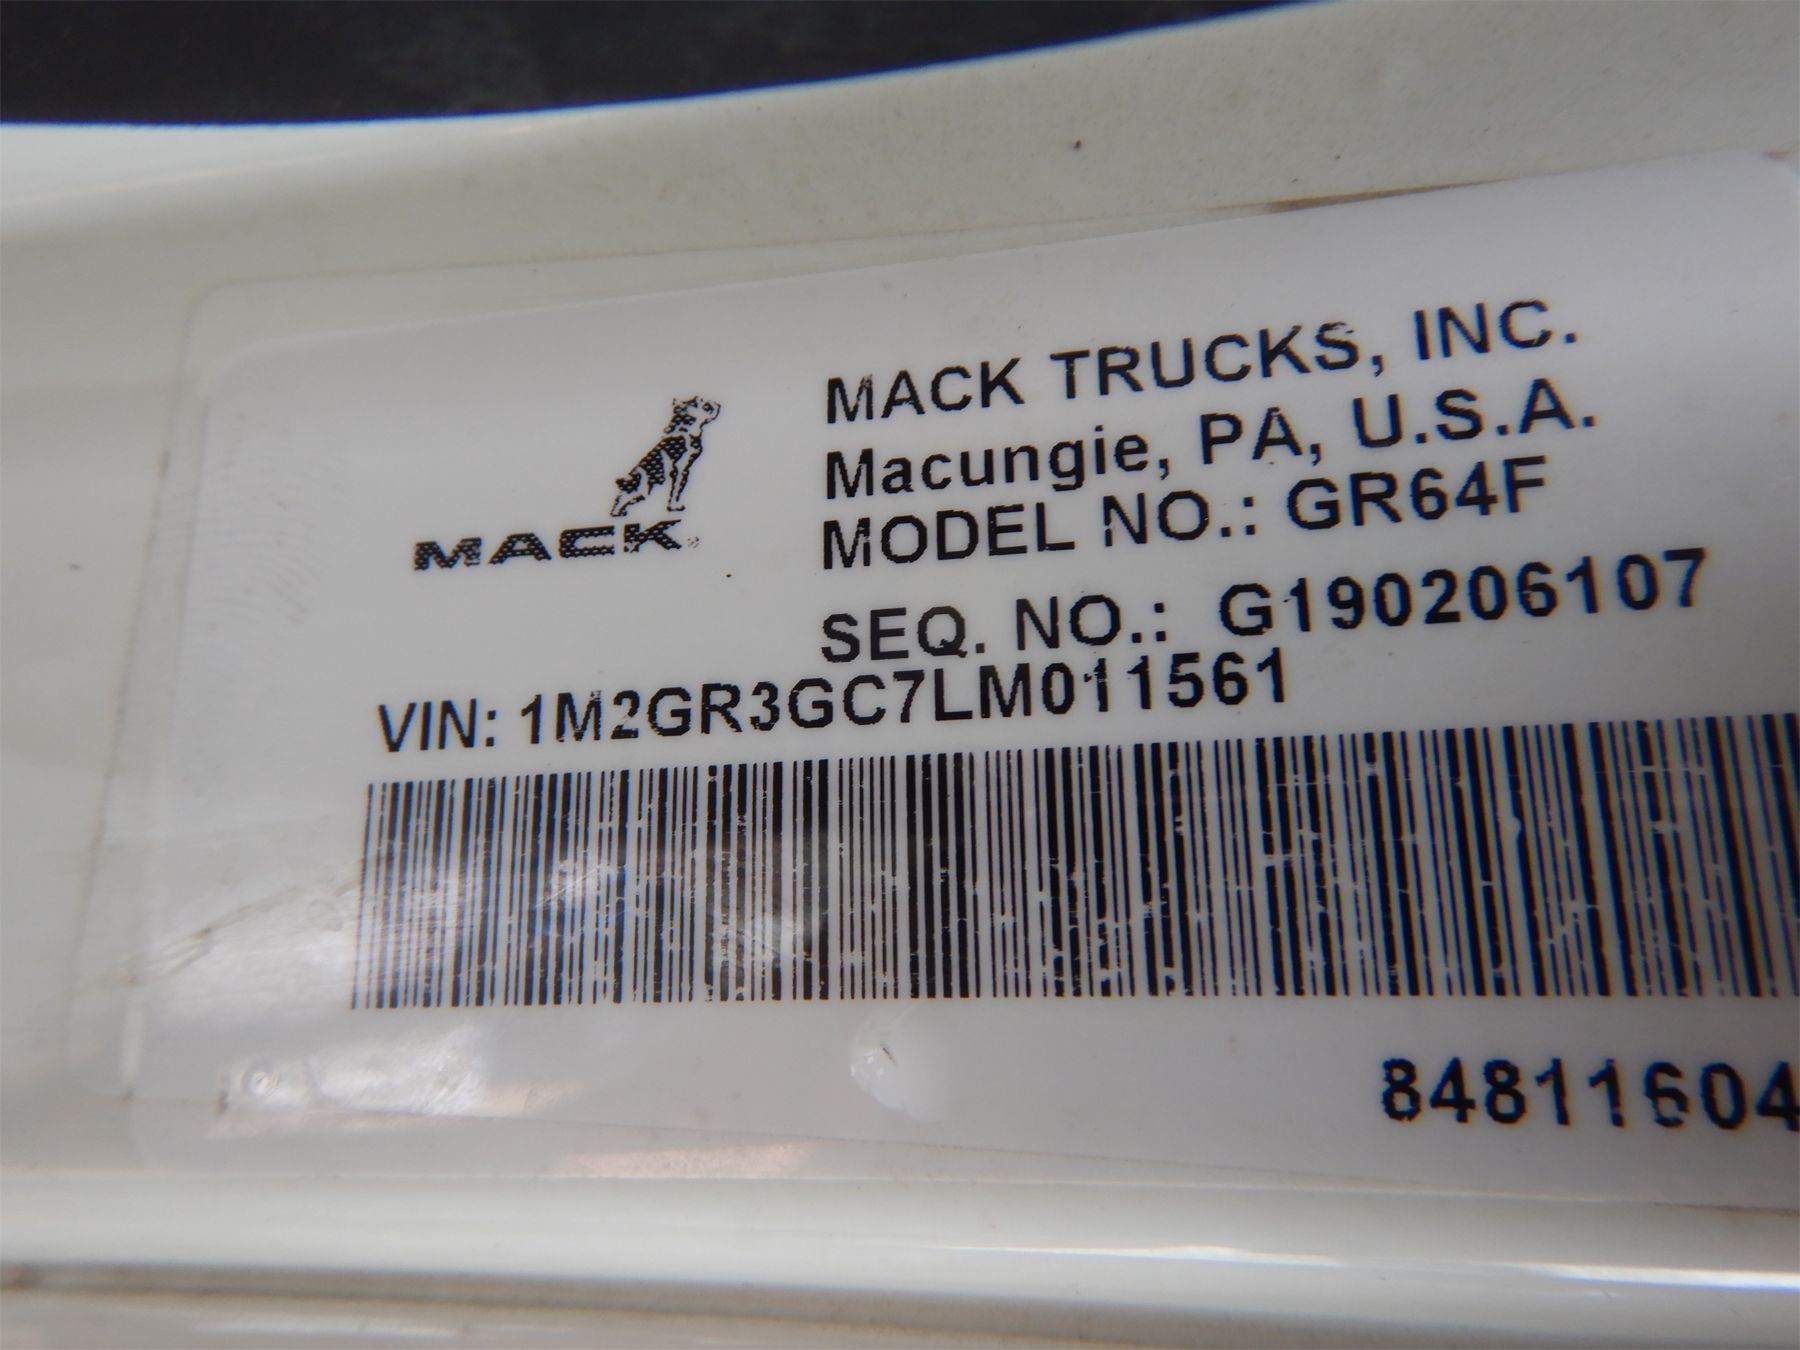 MACK TRUCKS, INC.
Macungie, PA, U.S.A.
MACK®
MODEL NO.: GR64F
SEQ. NO.: G190206107
VIN: 1M2GR3GC7LM011561
84811604